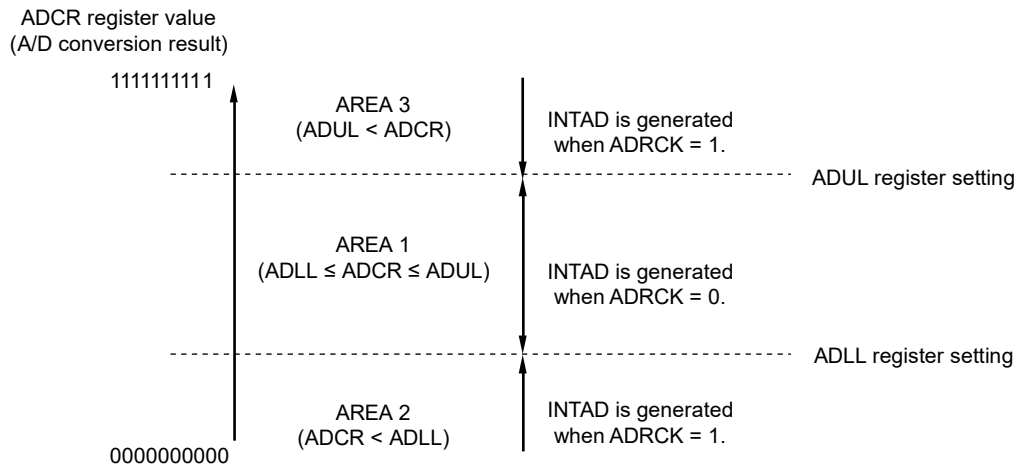 ADCR register value
(A/D conversion result)
1111111111
AREA 3
(ADUL < ADCR)
INTAD is generated
when ADRCK = 1.
ADUL register setting
AREA 1
(ADLL ≤ ADCR ≤ ADUL)
INTAD is generated
when ADRCK = 0.
ADLL register setting
AREA 2
(ADCR < ADLL)
INTAD is generated
when ADRCK = 1.
0000000000